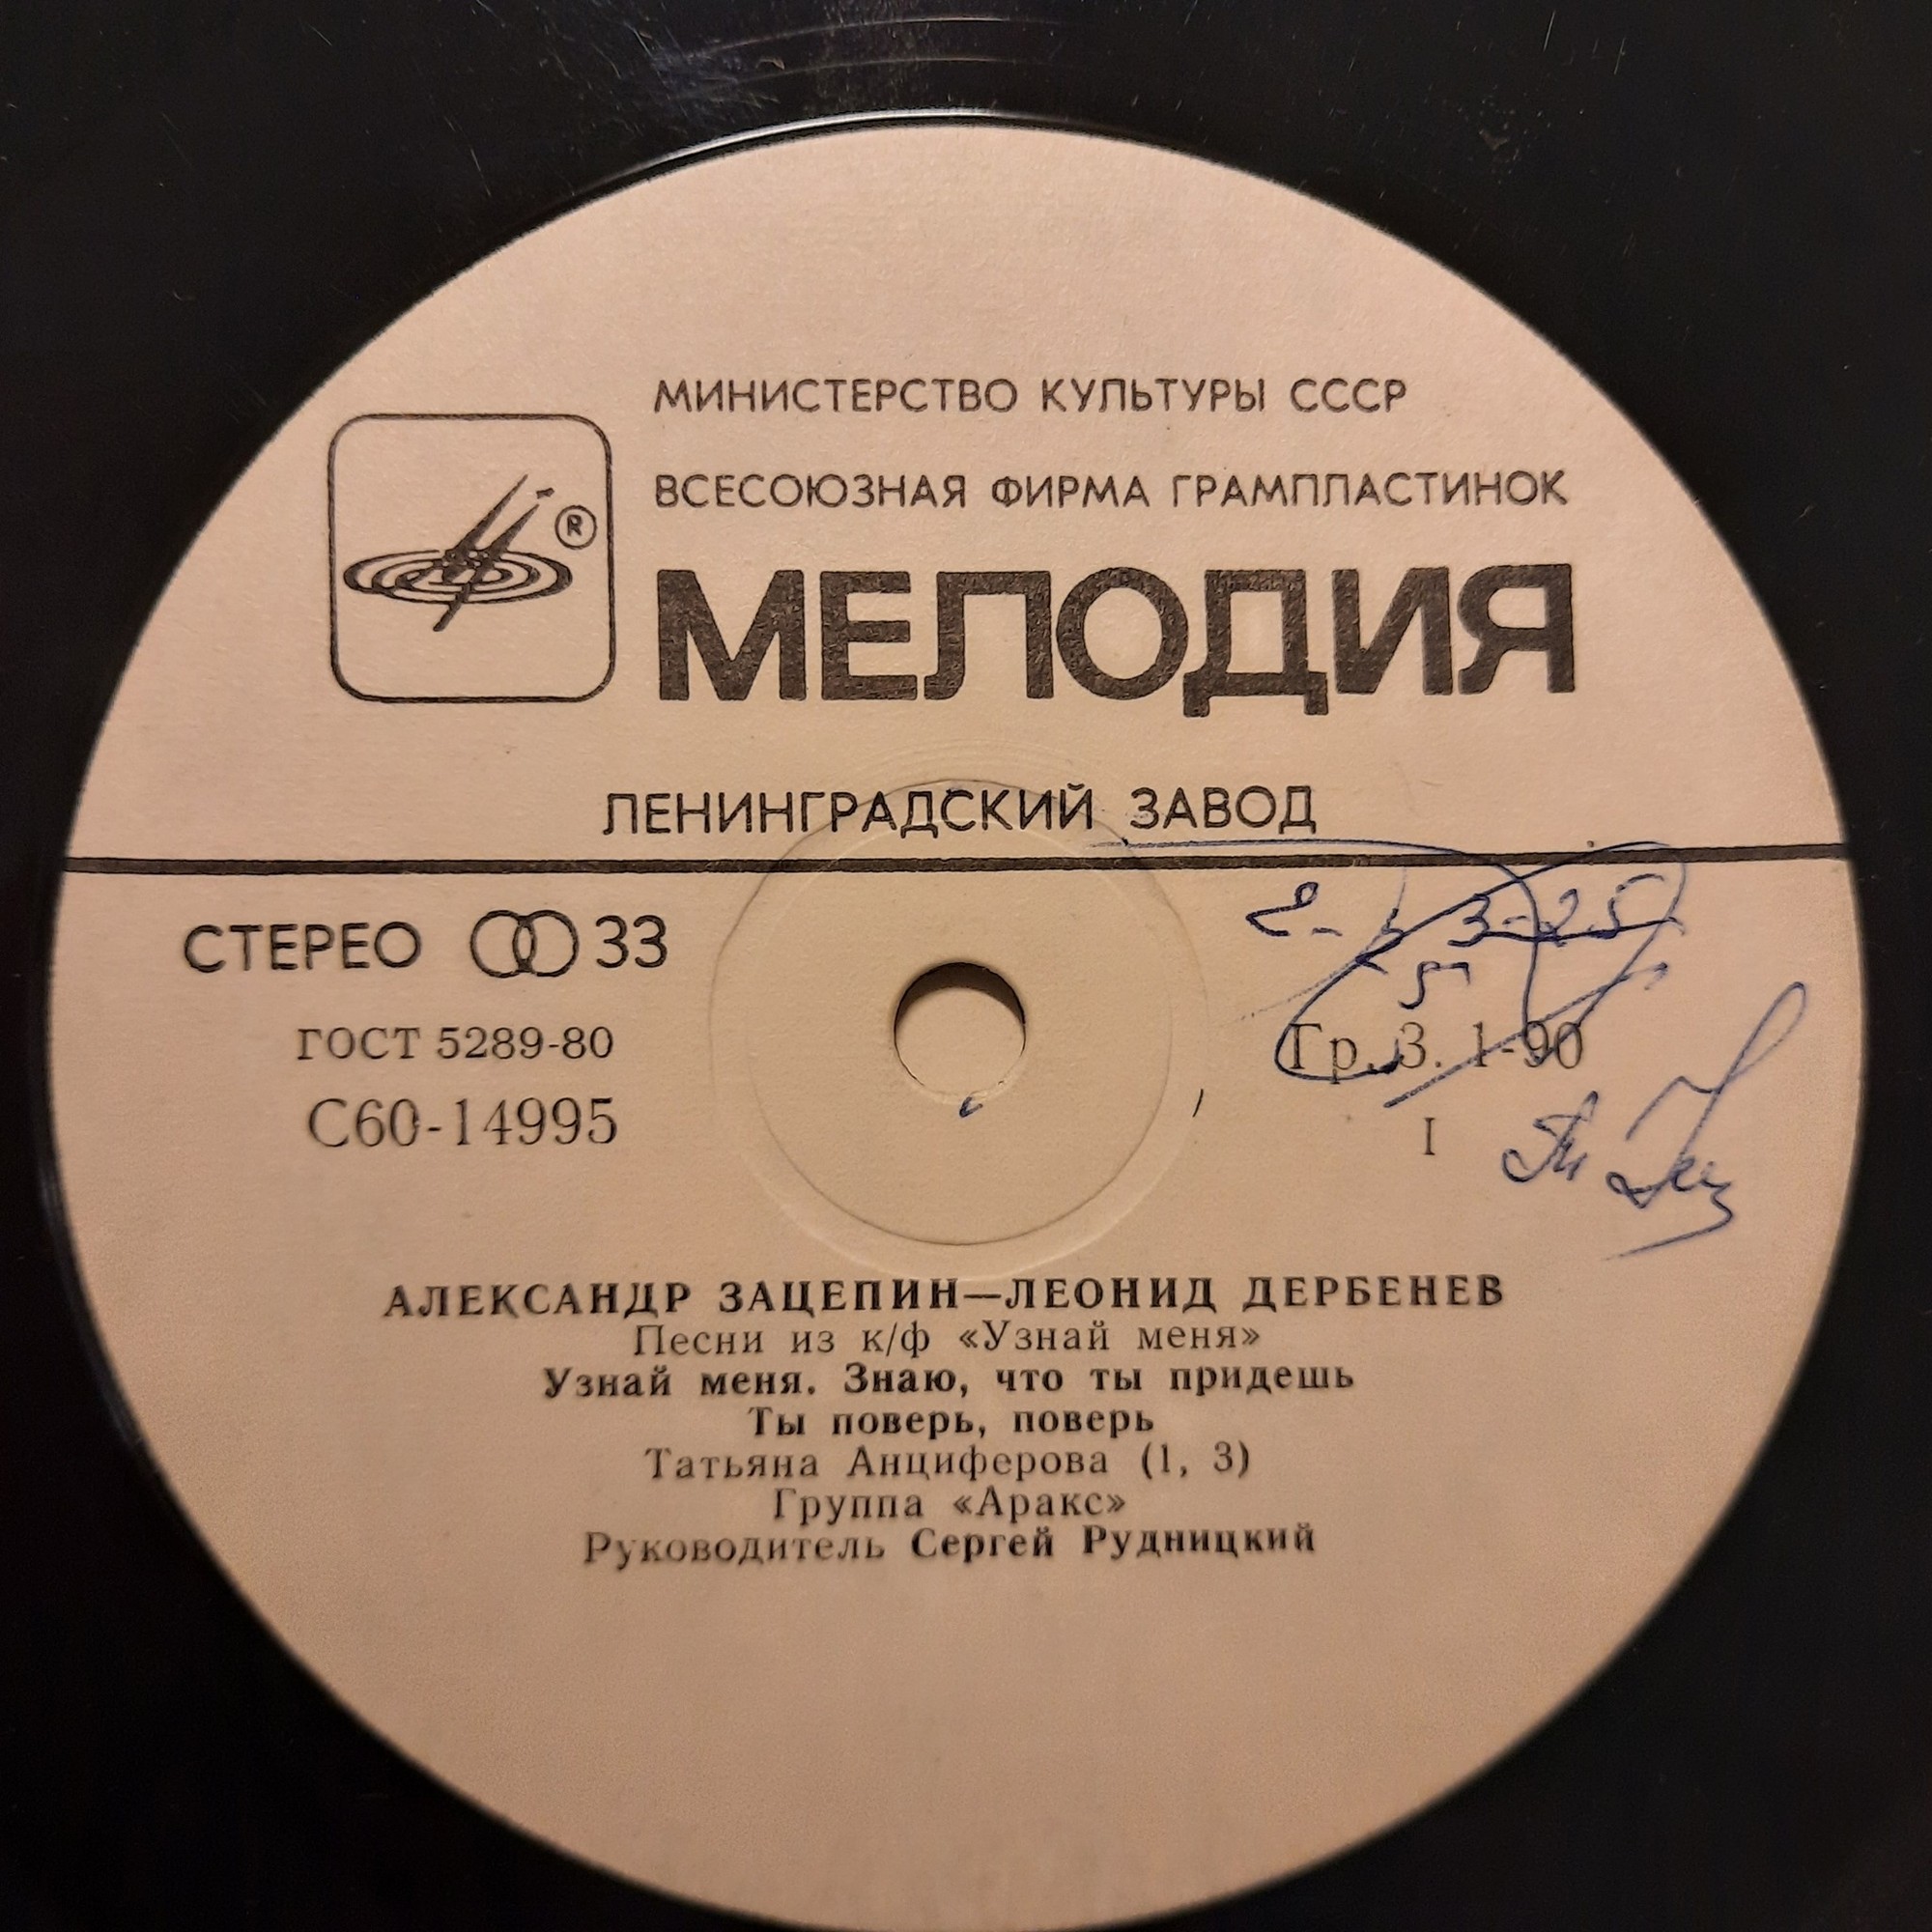 МИНИСТЕРСТВО КУЛЬТУРЫ СССР
ВСЕСОЮЗНАЯ ФИРМА ГРАМПЛАСТИНОК
®
МЕЛОДИЯ
ЛЕНИНГРАДСКИЙ ЗАВОД
СТЕРЕО 33
3-25
ГОСТ 5289-80
Гр. 3. 1-90
С60-14995
I
АЛЕКСАНДР ЗАЦЕПИН—ЛЕОНИД ДЕРБЕНЕВ
Песни из к/ф «Узнай меня»
Узнай меня. Знаю, что ты придешь
Ты поверь, поверь
Татьяна Анциферова (1, 3)
Группа «Аракс»
Руководитель Сергей Рудницкий